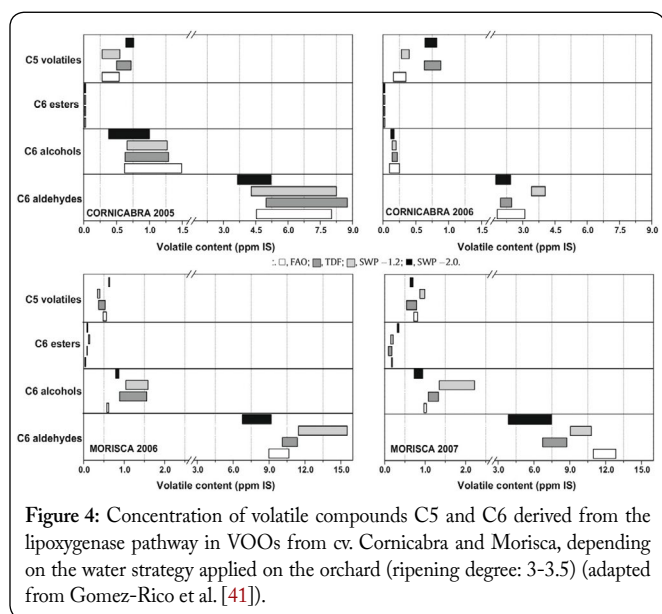 C5 volatiles
C6 esters
C6 alcohols
C6 aldehydes
CORNICABRA 2005
0.0 0.5 1.0 1.5 3.0 4.5 6.0 7.5 9.0
Volatile content (ppm IS)
CORNICABRA 2006
0.0 0.5 1.0 1.5 3.0 4.5 6.0 7.5 9.0
Volatile content (ppm IS)
:. FAO; TDF; SWP −1.2; SWP −2.0.
C5 volatiles
C6 esters
C6 alcohols
C6 aldehydes
MORISCA 2006
0.0 1.0 2.0 3.0 6.0 9.0 12.0 15.0
Volatile content (ppm IS)
MORISCA 2007
0.0 1.0 2.0 3.0 6.0 9.0 12.0 15.0
Volatile content (ppm IS)
Figure 4: Concentration of volatile compounds C5 and C6 derived from the
lipoxygenase pathway in VOOs from cv. Cornicabra and Morisca, depending
on the water strategy applied on the orchard (ripening degree: 3-3.5) (adapted
from Gomez-Rico et al. [41]).